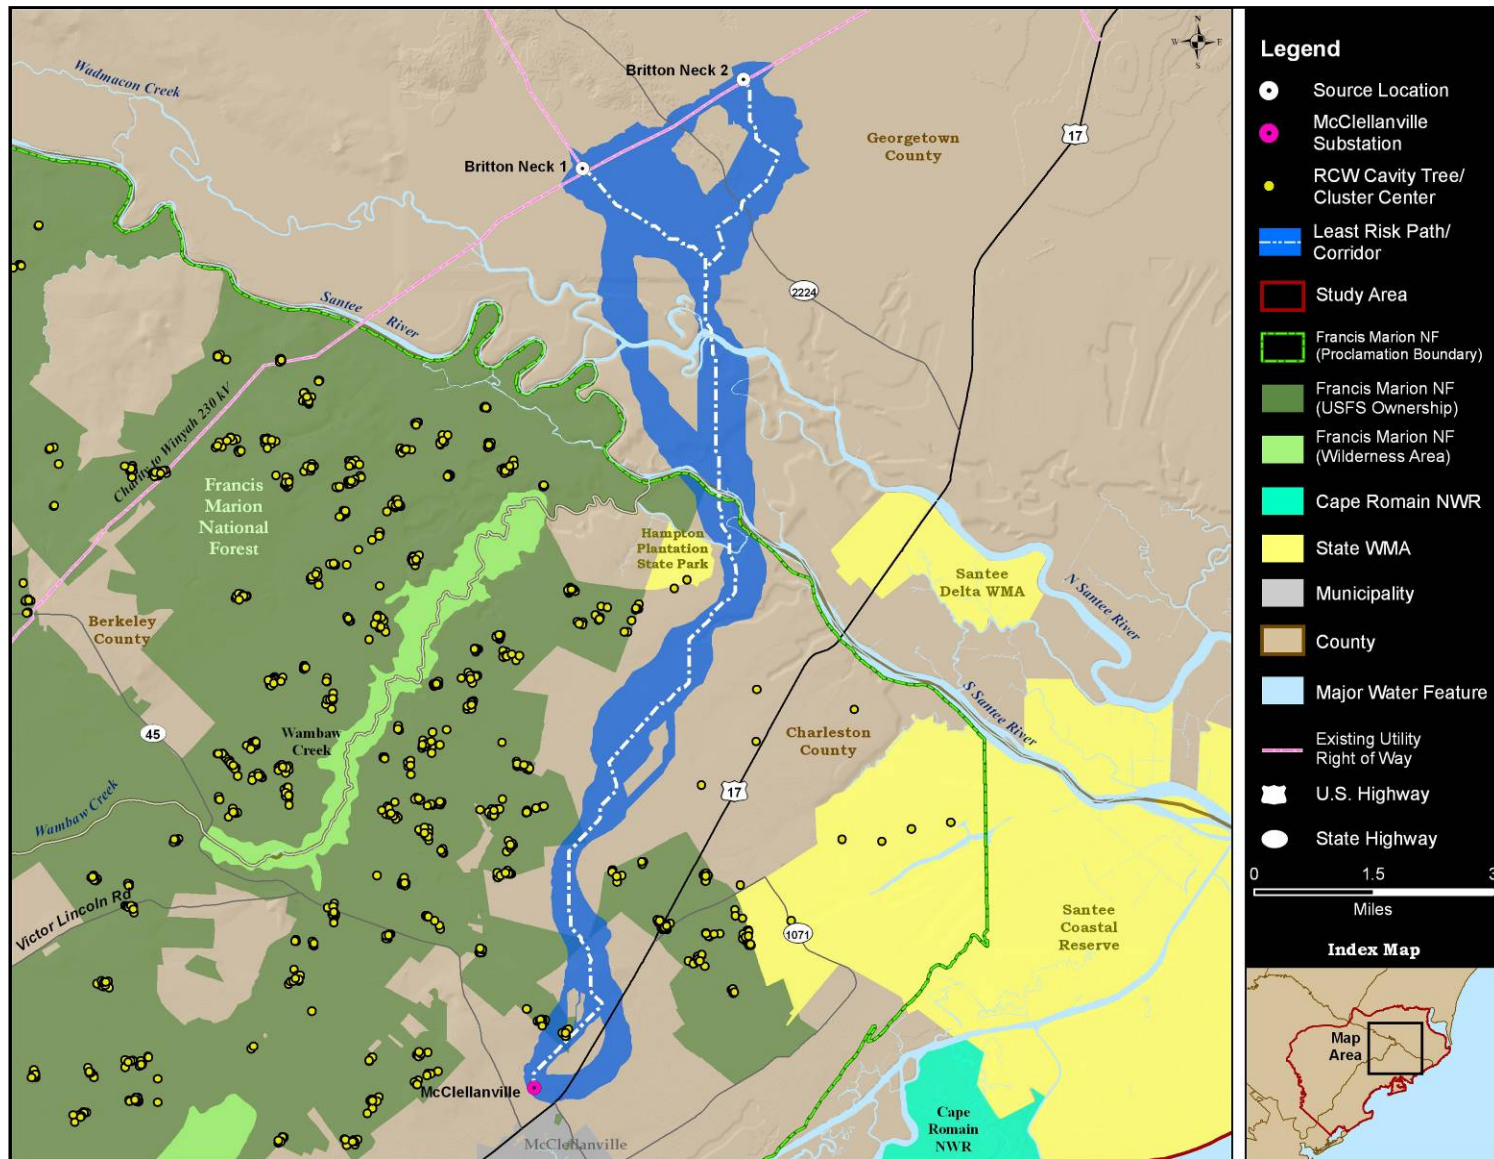 N
W E
S
Wadmacon Creek
Britton Neck 2
Georgetown
County
17
Britton Neck 1
Santee
River
2224
Charity to Winyah 230 kV
Francis
Marion
National
Forest
Hampton
Plantation
State Park
Santee
Delta WMA
N Santee River
Berkeley
County
S Santee River
45
Wambaw
Creek
Charleston
County
17
Wambaw Creek
Victor Lincoln Rd
1071
Santee
Coastal
Reserve
McClellanville
McClellanville
Cape
Romain
NWR
Legend
Source Location
McClellanville
Substation
RCW Cavity Tree/
Cluster Center
Least Risk Path/
Corridor
Study Area
Francis Marion NF
(Proclamation Boundary)
Francis Marion NF
(USFS Ownership)
Francis Marion NF
(Wilderness Area)
Cape Romain NWR
State WMA
Municipality
County
Major Water Feature
Existing Utility
Right of Way
U.S. Highway
State Highway
0 1.5 3
Miles
Index Map
Map
Area